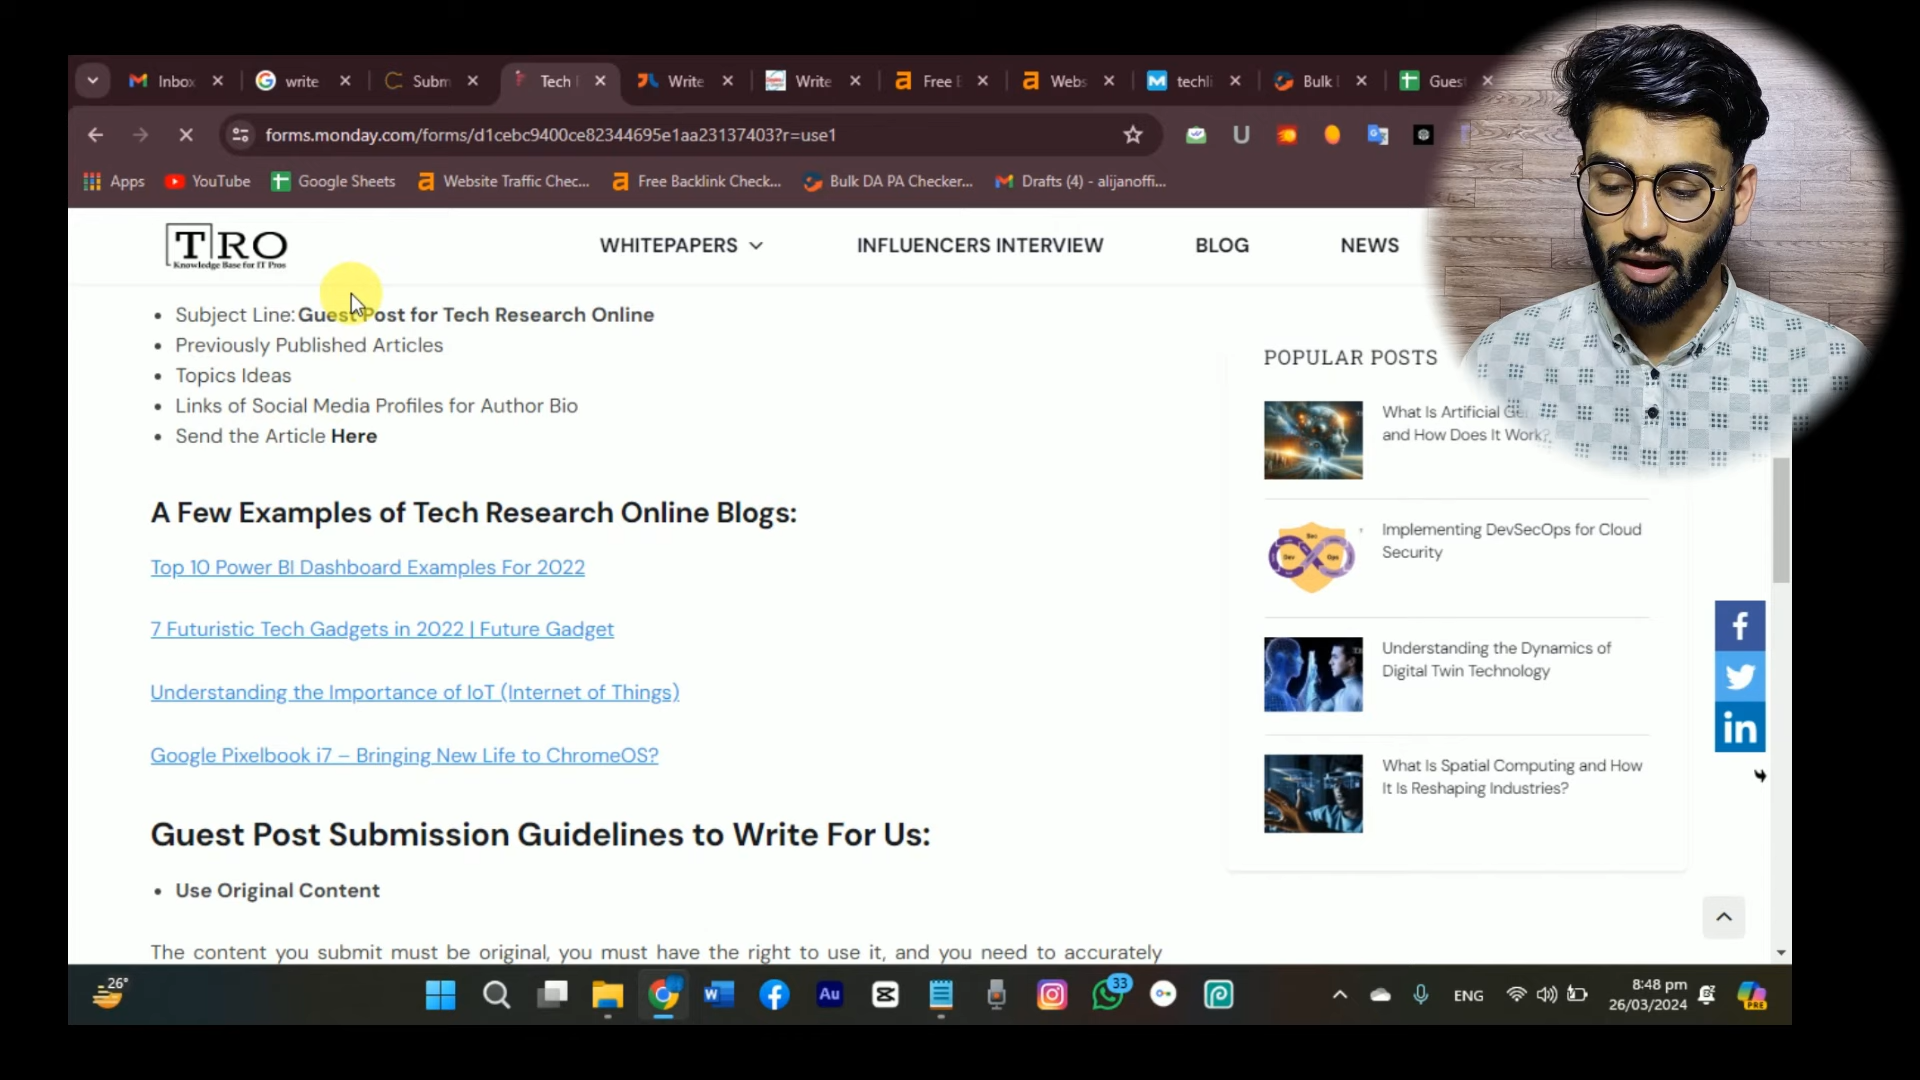 Inbox
write
Subm
Tech
Write
Write
Free
Webs
techli
Bulk
Gues
forms.monday.com/forms/d1cebc9400ce82344695e1aa23137403?r=use1
Apps
YouTube
Google Sheets
Website Traffic Chec...
Free Backlink Check...
Bulk DA PA Checker...
Drafts (4) - alijanoffi...
TRO
Knowledge Base for IT Pros
WHITEPAPERS
INFLUENCERS INTERVIEW
BLOG
NEWS
• Subject Line: Guest Post for Tech Research Online
• Previously Published Articles
• Topics Ideas
• Links of Social Media Profiles for Author Bio
• Send the Article Here
A Few Examples of Tech Research Online Blogs:
Top 10 Power BI Dashboard Examples For 2022
7 Futuristic Tech Gadgets in 2022 | Future Gadget
Understanding the Importance of IoT (Internet of Things)
Google Pixelbook i7 – Bringing New Life to ChromeOS?
Guest Post Submission Guidelines to Write For Us:
• Use Original Content
The content you submit must be original, you must have the right to use it, and you need to accurately
POPULAR POSTS
What Is Artificial
and How Does It Work?
Implementing DevSecOps for Cloud
Security
Understanding the Dynamics of
Digital Twin Technology
What Is Spatial Computing and How
It Is Reshaping Industries?
26°
33
ENG
8:48 pm
26/03/2024
PRE